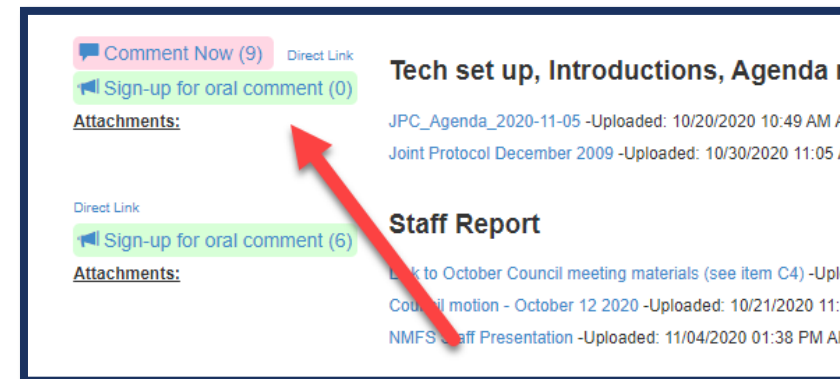 Comment Now (9) Direct Link
Sign-up for oral comment (0)
Attachments:
Tech set up, Introductions, Agenda
JPC_Agenda_2020-11-05 -Uploaded: 10/20/2020 10:49 AM
Joint Protocol December 2009 -Uploaded: 10/30/2020 11:05
Direct Link
Sign-up for oral comment (6)
Attachments:
Staff Report
to October Council meeting materials (see item C4)
Council motion - October 12 2020 -Uploaded: 10/21/2020 11:
NMFS Staff Presentation -Uploaded: 11/04/2020 01:38 PM